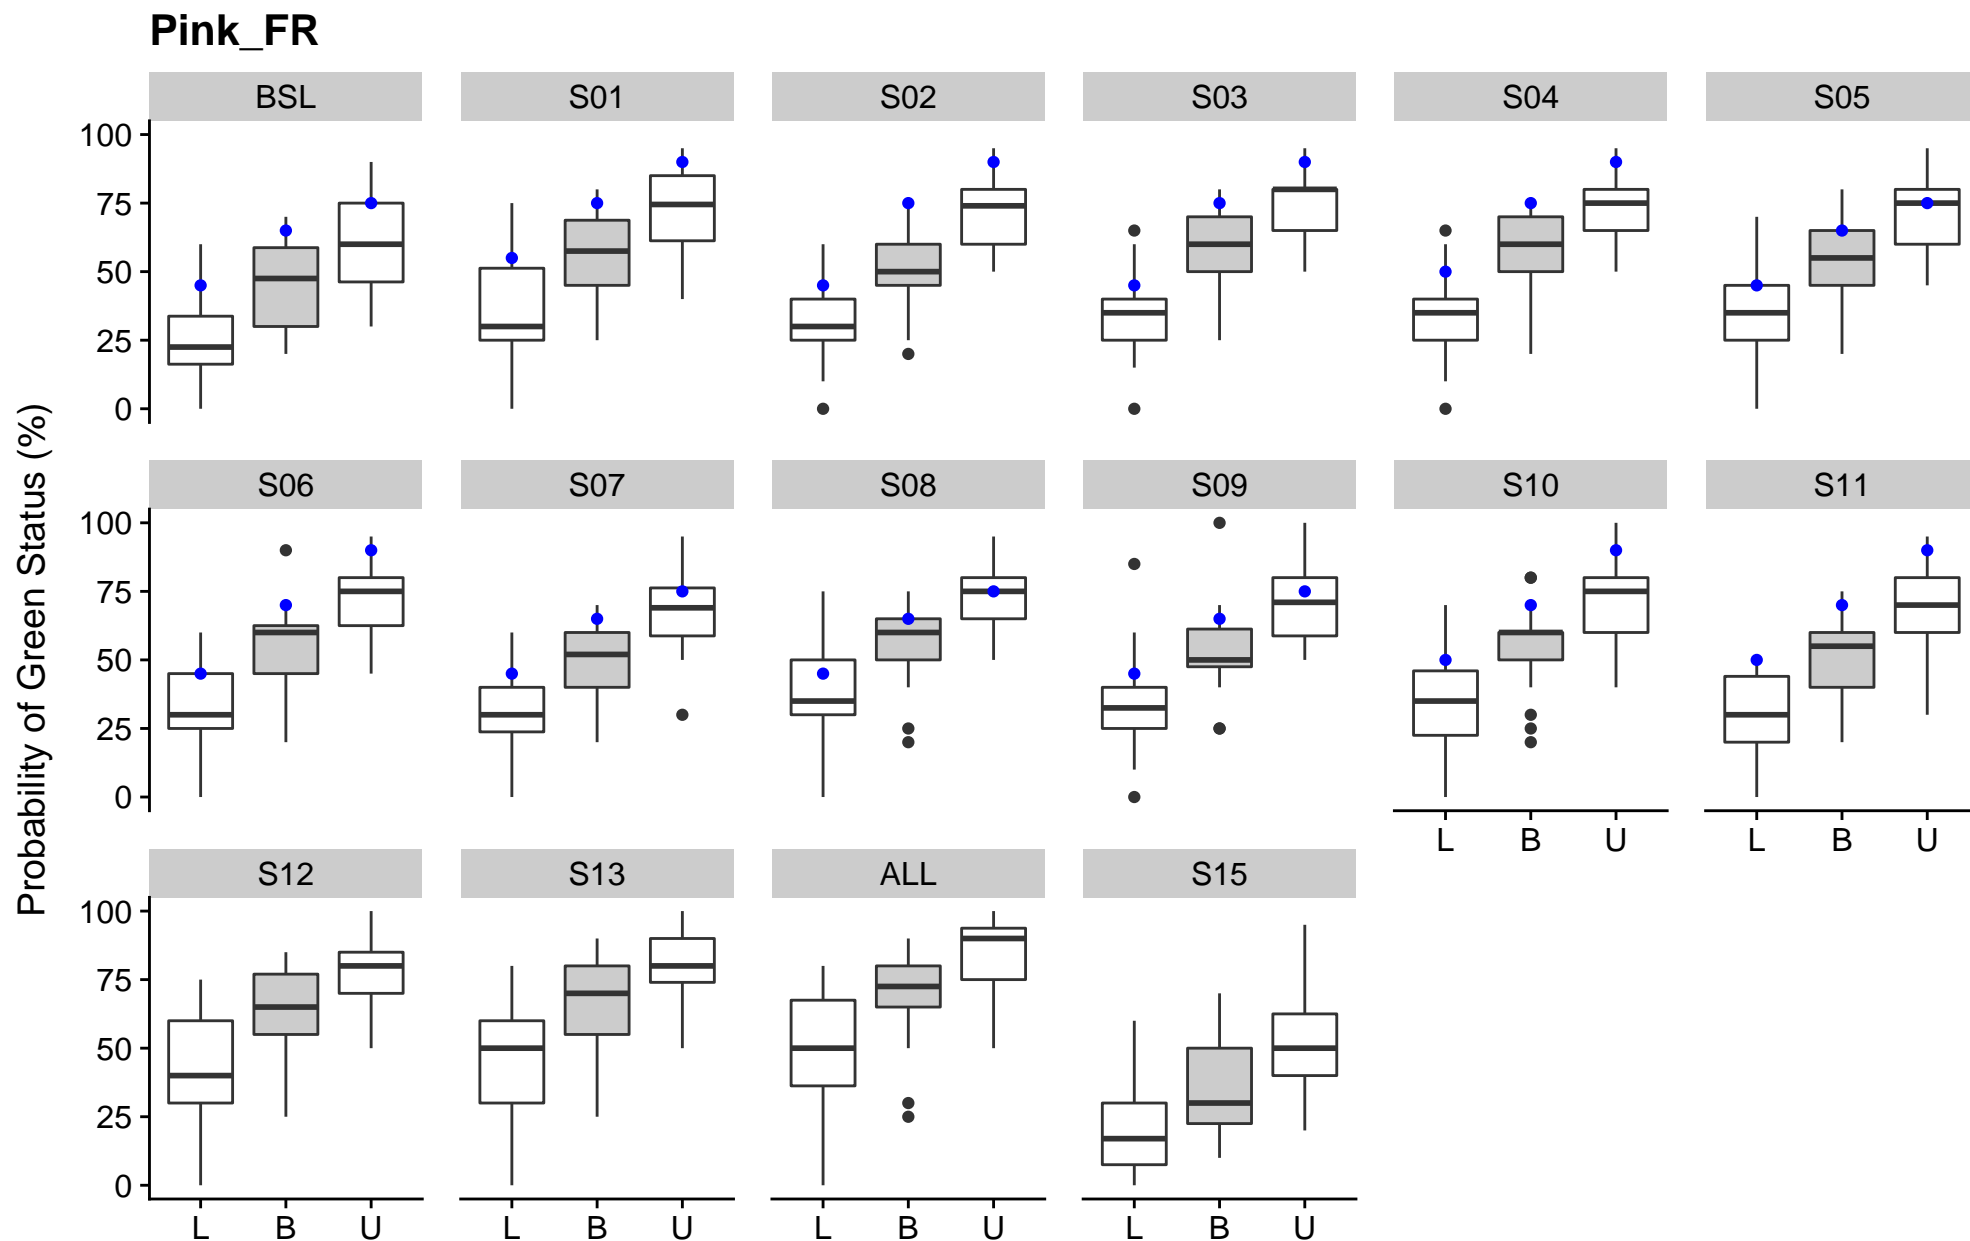 Pink_FR
BSL S01 S02 S03 S04 S05
100
75
50
25
0
Probability of Green Status (%)
S06 S07 S08 S09 S10 S11
100
75
50
25
0
L B U L B U
S12 S13 ALL S15
100
75
50
25
0
L B U L B U L B U L B U